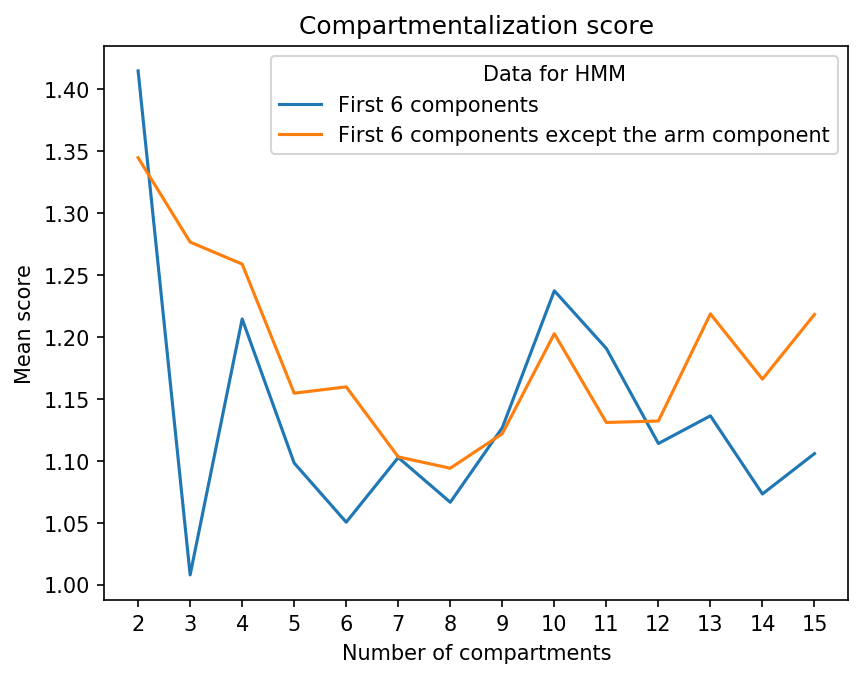 Compartmentalization score
Data for HMM
First 6 components
First 6 components except the arm component
Mean score
1.40
1.35
1.30
1.25
1.20
1.15
1.10
1.05
1.00
2 3 4 5 6 7 8 9 10 11 12 13 14 15
Number of compartments